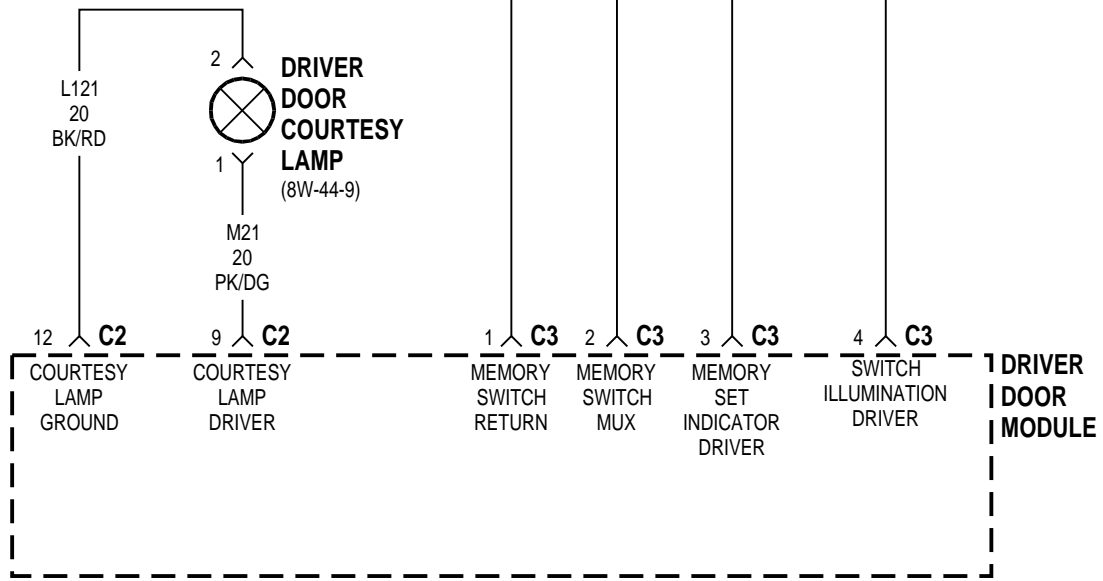 L121
20
BK/RD
2
DRIVER
DOOR
COURTESY
LAMP
(8W-44-9)
1
M21
20
PK/DG
12 C2
9 C2
1 C3
2 C3
3 C3
4 C3
COURTESY
LAMP
GROUND
COURTESY
LAMP
DRIVER
MEMORY
SWITCH
RETURN
MEMORY
SWITCH
MUX
MEMORY
SET
INDICATOR
DRIVER
SWITCH
ILLUMINATION
DRIVER
DRIVER
DOOR
MODULE